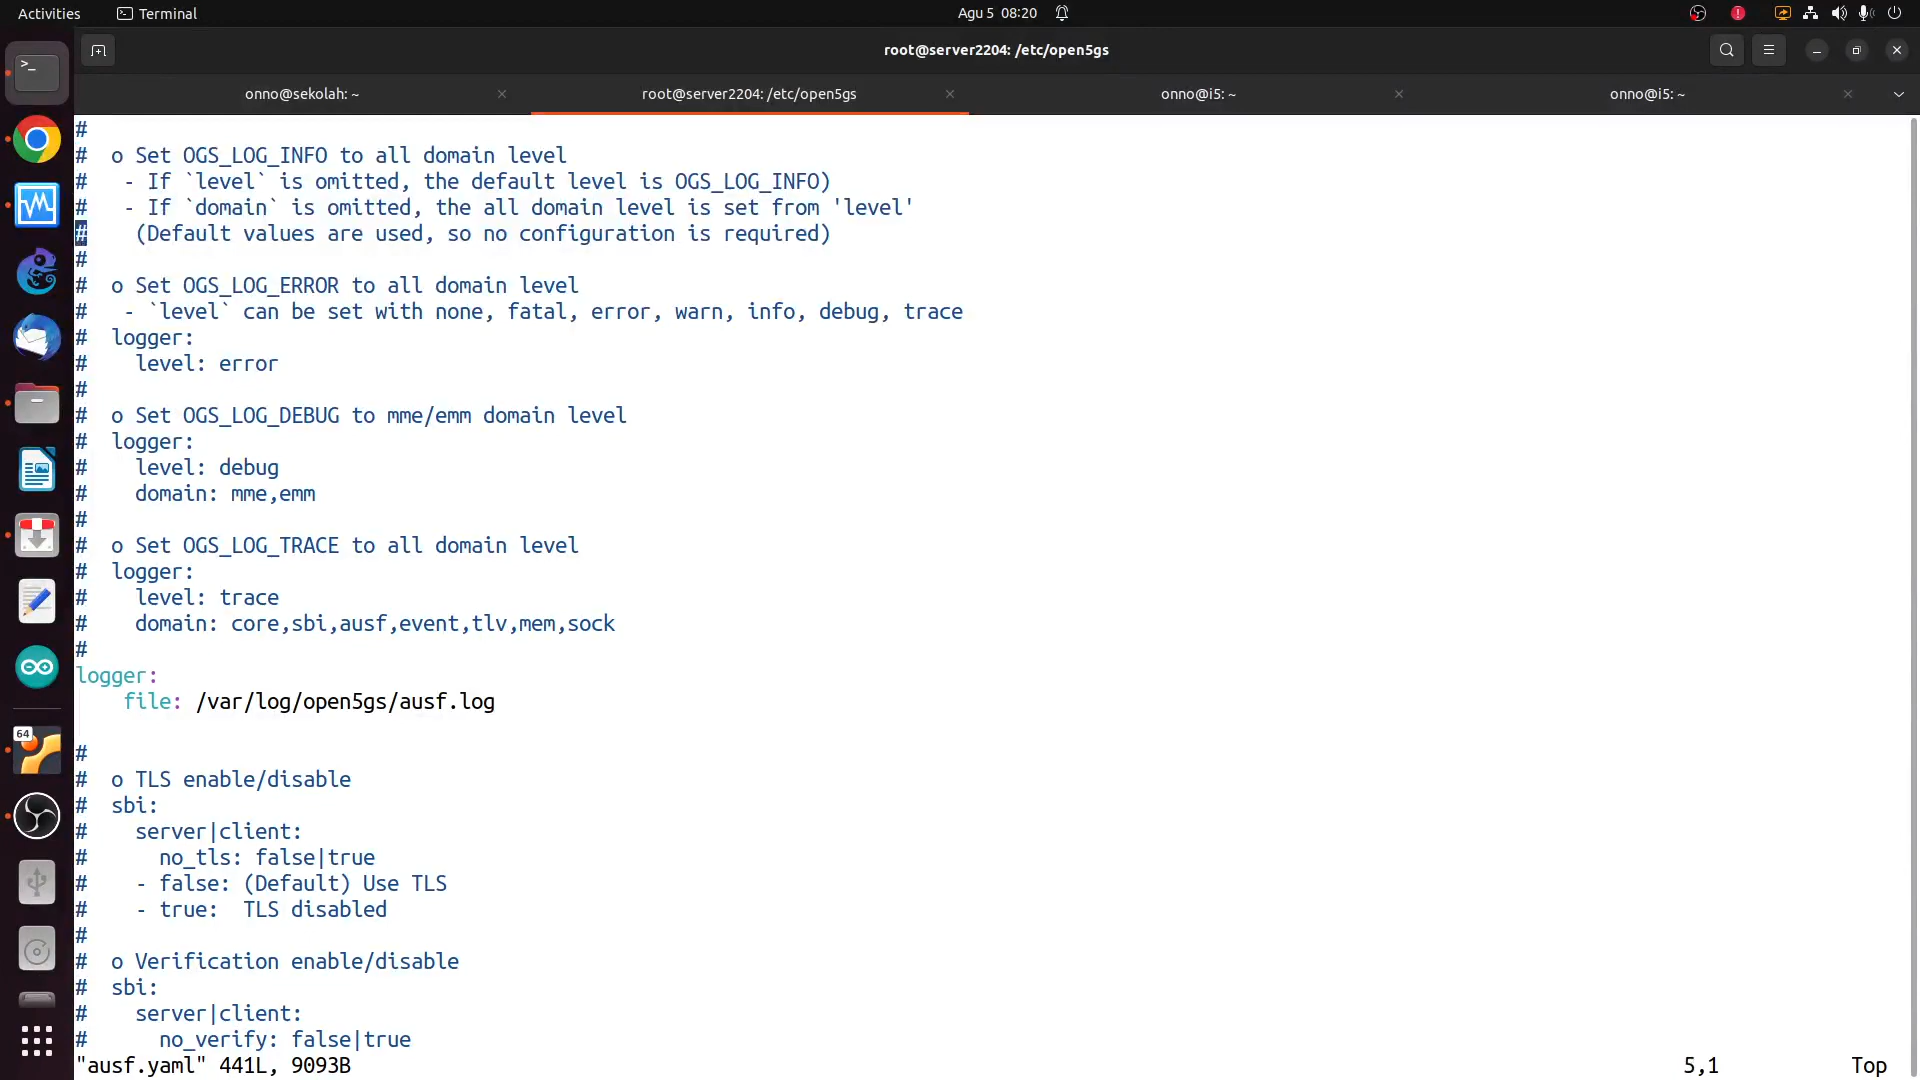 Activities
Terminal
Agu 5 08:20
root@server2204: /etc/open5gs
onno@sekolah: ~
root@server2204: /etc/open5gs
onno@i5: ~
onno@i5: ~
#
#  o Set OGS_LOG_INFO to all domain level
#   - If `level` is omitted, the default level is OGS_LOG_INFO)
#   - If `domain` is omitted, the all domain level is set from 'level'
#    (Default values are used, so no configuration is required)
#
#  o Set OGS_LOG_ERROR to all domain level
#   - `level` can be set with none, fatal, error, warn, info, debug, trace
#  logger:
#    level: error
#
#  o Set OGS_LOG_DEBUG to mme/emm domain level
#  logger:
#    level: debug
#    domain: mme,emm
#
#  o Set OGS_LOG_TRACE to all domain level
#  logger:
#    level: trace
#    domain: core,sbi,ausf,event,tlv,mem,sock
#
logger:
    file: /var/log/open5gs/ausf.log
#
#  o TLS enable/disable
#  sbi:
#    server|client:
#      no_tls: false|true
#    - false: (Default) Use TLS
#    - true:  TLS disabled
#
#  o Verification enable/disable
#  sbi:
#    server|client:
#      no_verify: false|true
"ausf.yaml" 441L, 9093B
5,1
Top
64